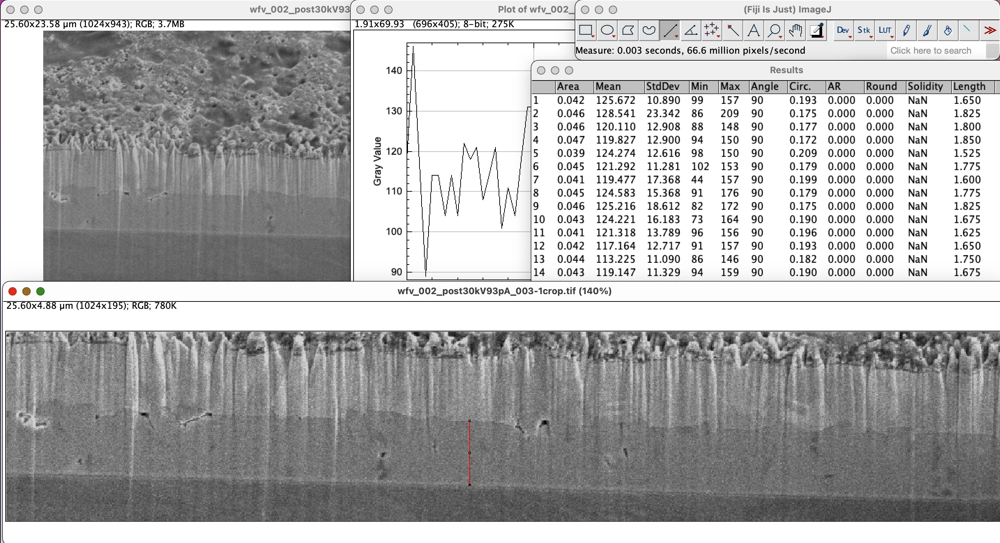 wfv_002_post30kV93
25.60x23.58 µm (1024x943); RGB; 3.7MB
Plot of wfv_002_
1.91x69.93 (696x405); 8-bit; 275K
140
130
120
110
100
90
Gray Value
(Fiji Is Just) ImageJ
A Dev Stk LUT
Measure: 0.003 seconds, 66.6 million pixels/second
Click here to search
Results
Area Mean StdDev Min Max Angle Circ. AR Round Solidity Length
1 0.042 125.672 10.890 99 157 90 0.193 0.000 0.000 NaN 1.650
2 0.046 128.541 23.342 86 209 90 0.175 0.000 0.000 NaN 1.825
3 0.046 120.110 12.908 88 148 90 0.177 0.000 0.000 NaN 1.800
4 0.047 119.827 12.900 94 150 90 0.172 0.000 0.000 NaN 1.850
5 0.039 124.274 12.616 98 150 90 0.209 0.000 0.000 NaN 1.525
6 0.045 121.292 11.281 102 153 90 0.179 0.000 0.000 NaN 1.775
7 0.041 119.477 17.368 44 157 90 0.199 0.000 0.000 NaN 1.600
8 0.045 124.583 15.368 91 176 90 0.179 0.000 0.000 NaN 1.775
9 0.046 125.216 18.612 82 172 90 0.175 0.000 0.000 NaN 1.825
10 0.043 124.221 16.183 73 164 90 0.190 0.000 0.000 NaN 1.675
11 0.041 121.318 13.789 96 156 90 0.196 0.000 0.000 NaN 1.625
12 0.042 117.164 12.717 91 157 90 0.193 0.000 0.000 NaN 1.650
13 0.044 113.225 11.090 86 146 90 0.182 0.000 0.000 NaN 1.750
14 0.043 119.147 11.329 94 159 90 0.190 0.000 0.000 NaN 1.675
wfv_002_post30kV93pA_003-1crop.tif (140%)
25.60x4.88 µm (1024x195); RGB; 780K